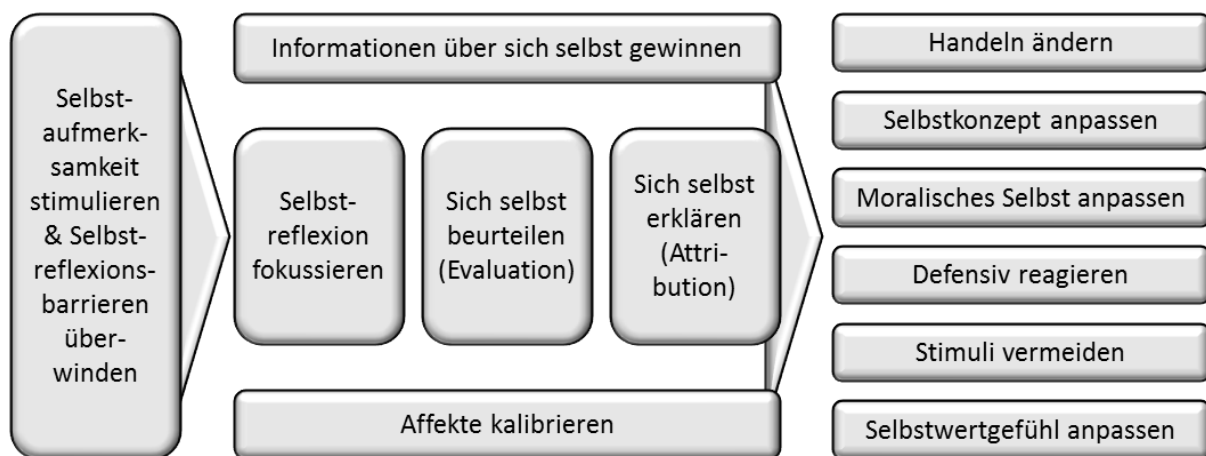 Selbst-
aufmerk-
samkeit
stimulieren
& Selbst-
reflexions-
barrieren
über-
winden
Informationen über sich selbst gewinnen
Selbst-
reflexion
fokussieren
Sich selbst
beurteilen
(Evaluation)
Sich selbst
erklären
(Attri-
bution)
Affekte kalibrieren
Handeln ändern
Selbstkonzept anpassen
Moralisches Selbst anpassen
Defensiv reagieren
Stimuli vermeiden
Selbstwertgefühl anpassen